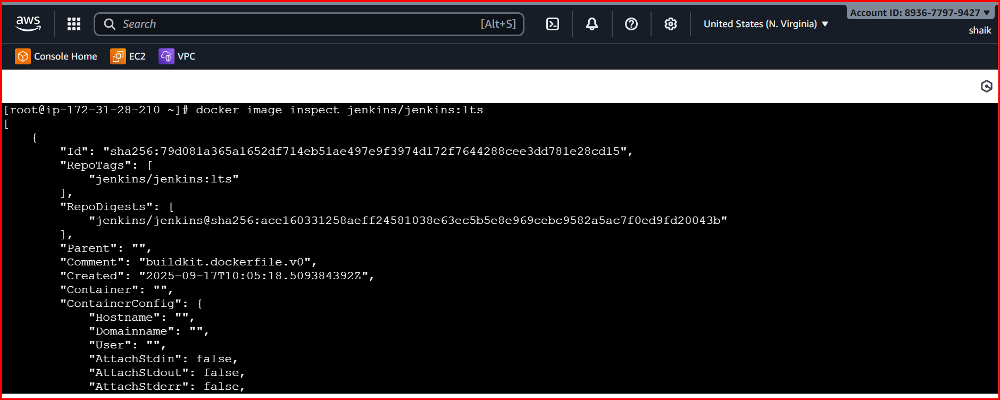 aws
Search
[Alt+S]
United States (N. Virginia)
Account ID: 8936-7797-9427
shaik
Console Home
EC2
VPC
[root@ip-172-31-28-210 ~]# docker image inspect jenkins/jenkins:lts
[
    {
        "Id": "sha256:79d081a365a1652df714eb51ae497e9f3974d172f7644288cee3dd781e28cd15",
        "RepoTags": [
            "jenkins/jenkins:lts"
        ],
        "RepoDigests": [
            "jenkins/jenkins@sha256:ace160331258aeff24581038e63ec5b5e8e969cebc9582a5ac7f0ed9fd20043b"
        ],
        "Parent": "",
        "Comment": "buildkit.dockerfile.v0",
        "Created": "2025-09-17T10:05:18.509384392Z",
        "Container": "",
        "ContainerConfig": {
            "Hostname": "",
            "Domainname": "",
            "User": "",
            "AttachStdin": false,
            "AttachStdout": false,
            "AttachStderr": false,